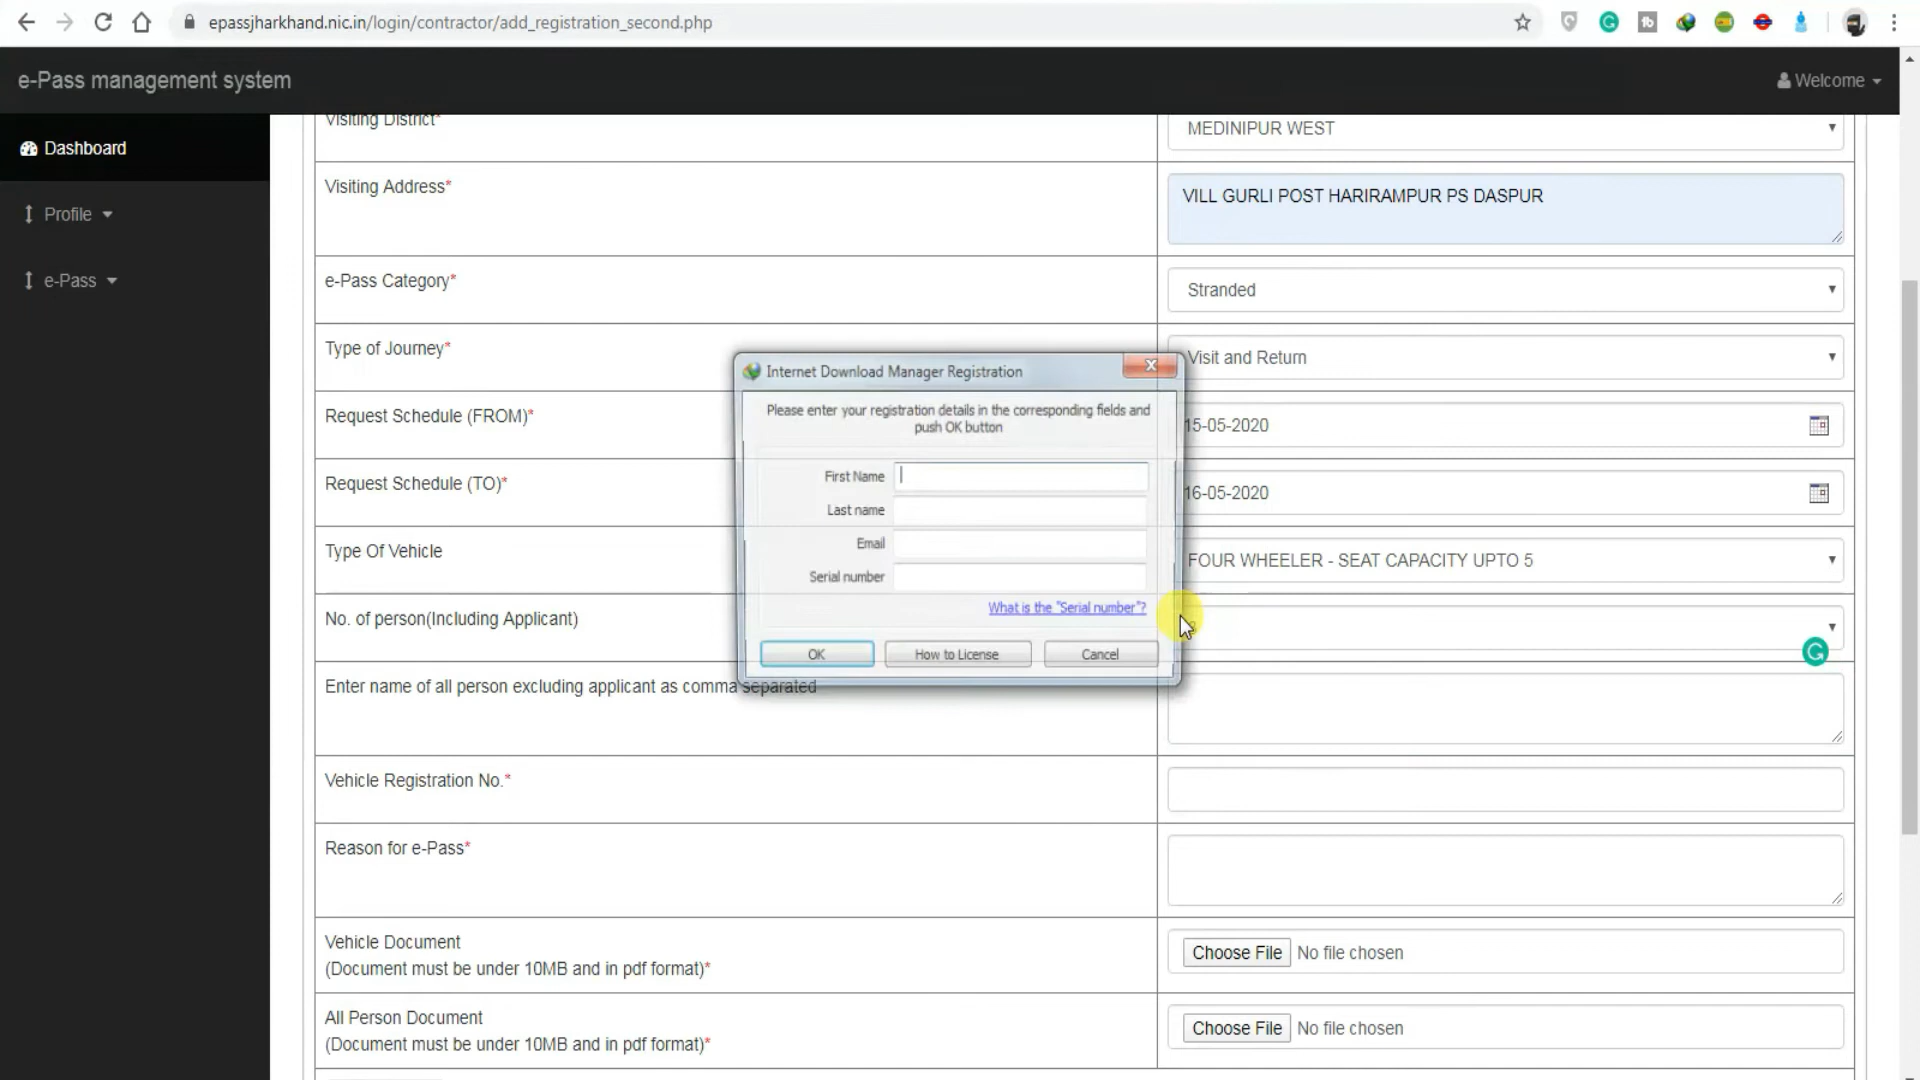 epassjharkhand.nic.in/login/contractor/add_registration_second.php
e-Pass management system
Welcome
Dashboard
Profile
e-Pass
Visiting District*
MEDINIPUR WEST
Visiting Address*
VILL GURLI POST HARIRAMPUR PS DASPUR
e-Pass Category*
Stranded
Type of Journey*
Visit and Return
Request Schedule (FROM)*
15-05-2020
Request Schedule (TO)*
16-05-2020
Type Of Vehicle
FOUR WHEELER - SEAT CAPACITY UPTO 5
No. of person(Including Applicant)
Enter name of all person excluding applicant as comma separated
Vehicle Registration No.*
Reason for e-Pass*
Vehicle Document
(Document must be under 10MB and in pdf format)*
Choose File No file chosen
All Person Document
(Document must be under 10MB and in pdf format)*
Choose File No file chosen
Internet Download Manager Registration
Please enter your registration details in the corresponding fields and
push OK button
First Name
Last name
Email
Serial number
What is the "Serial number"?
OK
How to License
Cancel